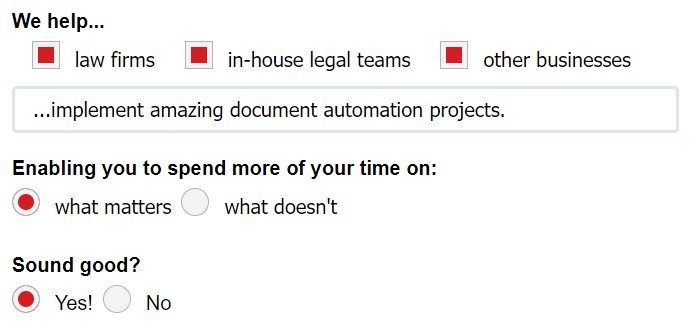 We help...
law firms in-house legal teams other businesses
...implement amazing document automation projects.
Enabling you to spend more of your time on:
what matters what doesn't
Sound good?
Yes! No